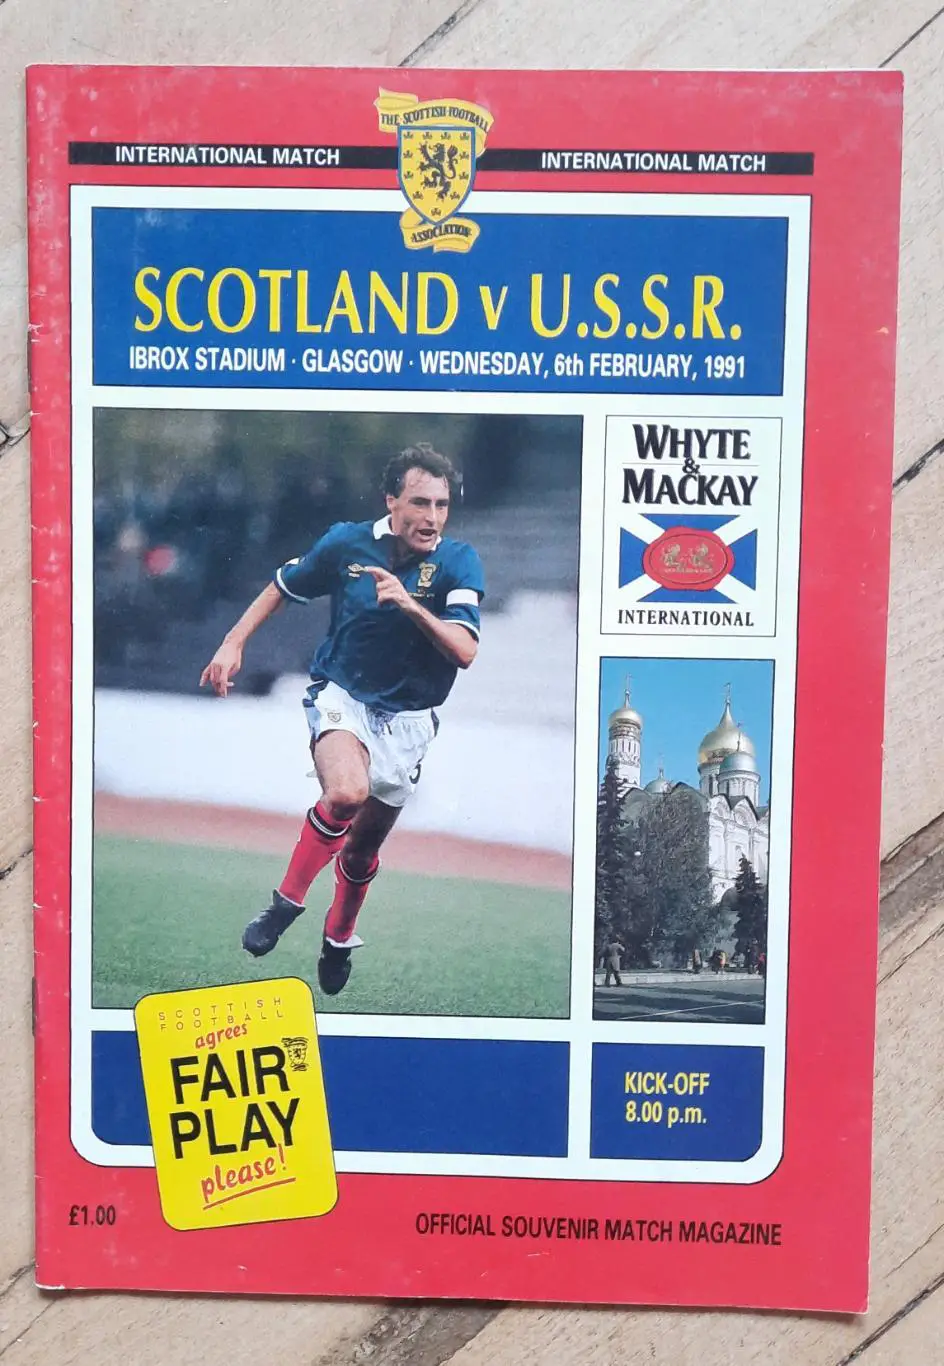 THE SCOTTISH FOOTBALL
ASSOCIATION
INTERNATIONAL MATCH
INTERNATIONAL MATCH
SCOTLAND v U.S.S.R.
IBROX STADIUM · GLASGOW · WEDNESDAY, 6th FEBRUARY, 1991
WHYTE
&
MACKAY
INTERNATIONAL
3
SCOTTISH
FOOTBALL
agrees
FAIR
PLAY
please!
KICK-OFF
8.00 p.m.
£1.00
OFFICIAL SOUVENIR MATCH MAGAZINE